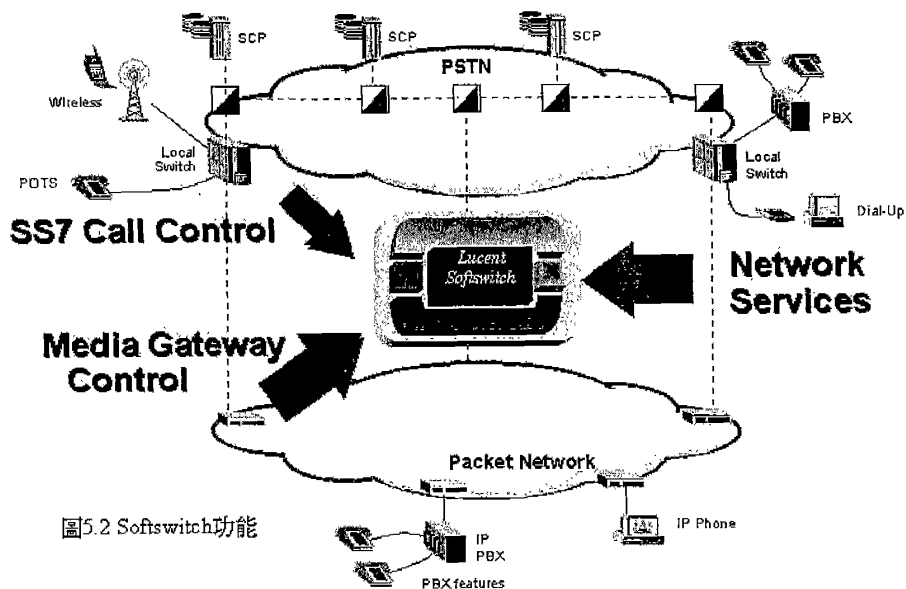 SCP
SCP
SCP
PSTN
Wireless
PBX
Local
Switch
Local
Switch
POTS
Dial-Up
SS7 Call Control
Lucent
Softswitch
Network
Services
Media Gateway
Control
Packet Network
圖5.2 Softswitch功能
IP
PBX
IP Phone
PBX features